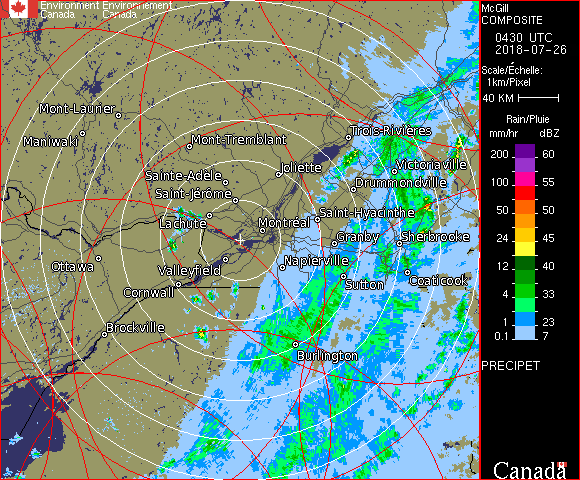 Environment Environnement
Canada Canada
McGill
COMPOSITE
0430 UTC
2018-07-26
Scale/Échelle:
1km/Pixel
40 KM
Rain/Pluie
mm/hr dBZ
200 60
100 55
50 50
24 45
12 40
4 33
1 23
0.1 7
PRECIPET
Canada
Mont-Laurier
Maniwaki
Mont-Tremblant
Trois-Rivières
Sainte-Adèle
Joliette
Victoriaville
Saint-Jérôme
Drummondville
Lachute
Montréal
Saint-Hyacinthe
Granby
Sherbrooke
Ottawa
Valleyfield
Napierville
Cornwall
Sutton
Coaticook
Brockville
Burlington